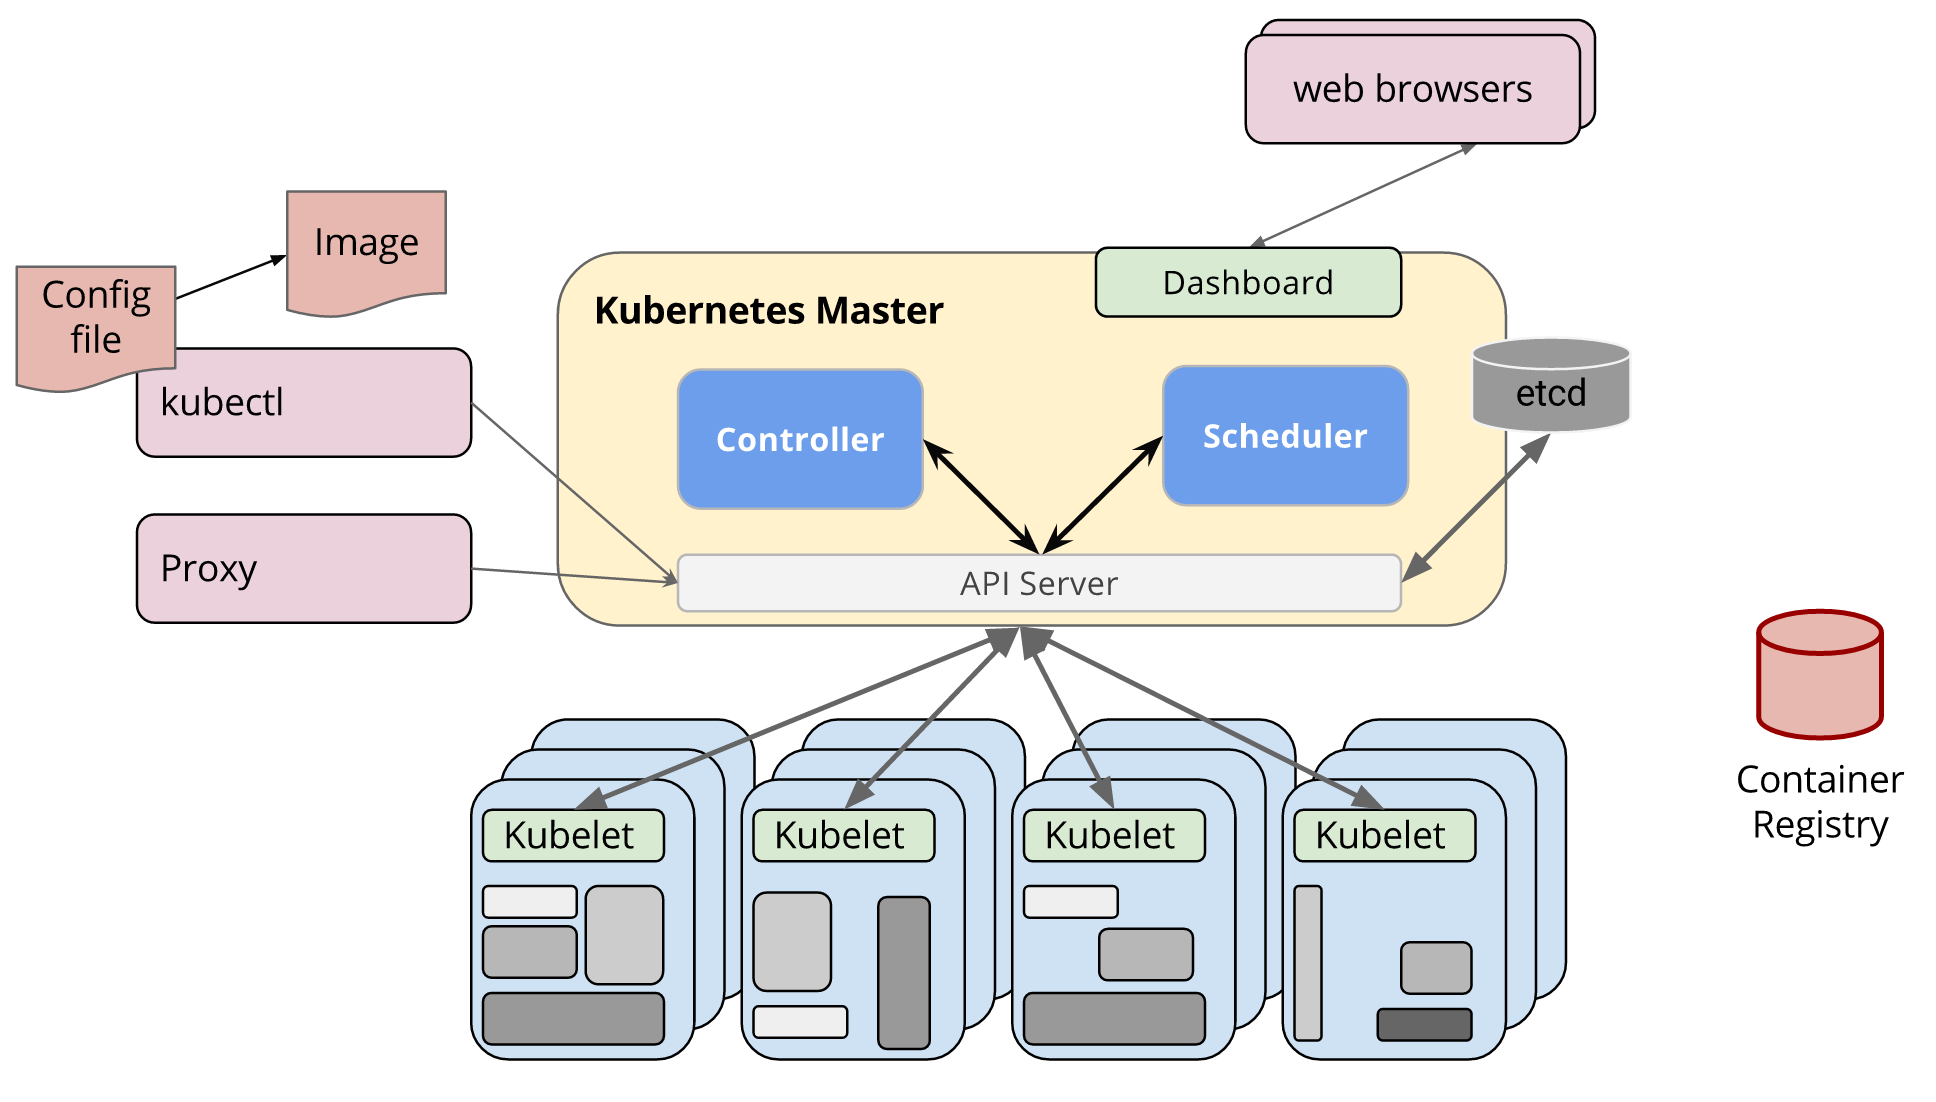 web browsers
Image
Config
file
Dashboard
Kubernetes Master
etcd
kubectl
Controller
Scheduler
Proxy
API Server
Container
Registry
Kubelet
Kubelet
Kubelet
Kubelet